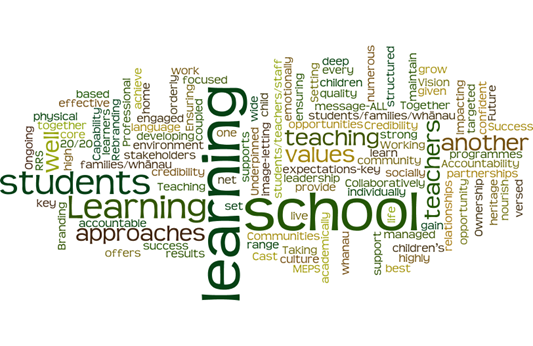 learning
school
students
Learning
teaching
teachers
another
approaches
values
well
based
effective
physical
together
core
20/20
high
RRS
Ongoing
Capability
Learners
Rebranding
Professional
achieve
home
work
orderly
focused
Ensuring
coupled
engaged
language
developing
environment
stakeholders
families/whānau
credibility
Teaching
key
Branding
accountable
success
offers
results
one
net
set
supports
Underpinned
Wide
image-letting
child
students/teachers/staff
emotionally
ensuring
setting
deep
every
children
quality
message-ALL
numerous
structured
maintain
Together
grow
Vision
given
students/families/whānau
opportunities
Credibility
Working
strong
learn
community
expectations-key
leadership
provide
Collaboratively
individually
socially
live
life
gain
Communities
range
Taking
Cast
culture
MEPS
academically
whanau
support
managed
children's
highly
best
relationships
opportunity
Ownership
heritage
nourish
versed
partnerships
Accountability
programmes
Impacting
targeted
confident
Future
Success